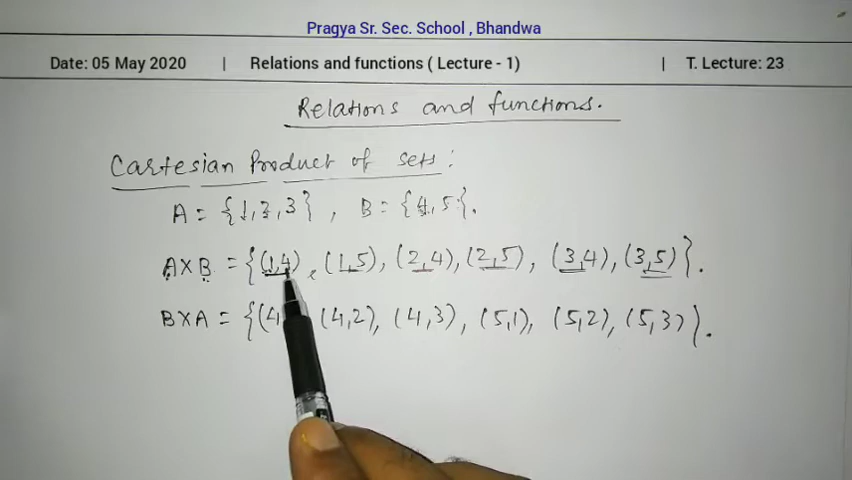 Pragya Sr. Sec. School , Bhandwa
Date: 05 May 2020 | Relations and functions ( Lecture - 1) | T. Lecture: 23
Relations and functions.
Cartesian Product of sets:
A = {1,2,3} , B = {4,5}.
A×B = {(1,4), (1,5), (2,4), (2,5), (3,4), (3,5)}.
B×A = {(4, (4,2), (4,3), (5,1), (5,2), (5,3)}.